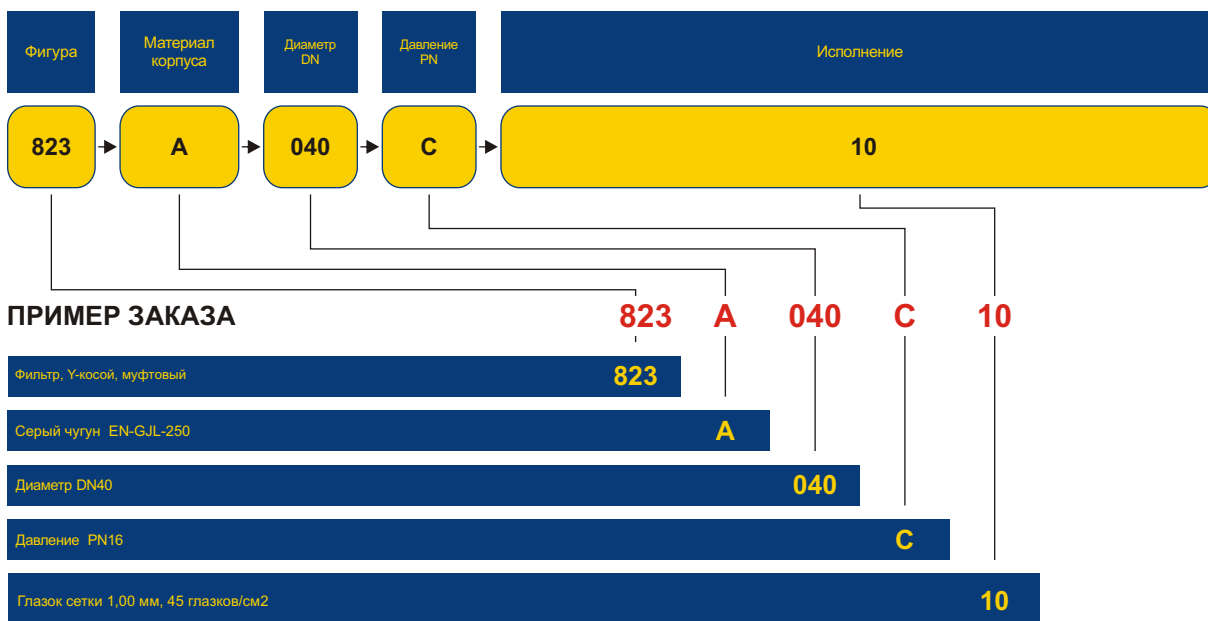 Фигура
Материал
корпуса
Диаметр
DN
Давление
PN
Исполнение
823
A
040
C
10
ПРИМЕР ЗАКАЗА
823 A 040 C 10
Фильтр, Y-косой, муфтовый 823
Серый чугун EN-GJL-250 A
Диаметр DN40 040
Давление PN16 C
Глазок сетки 1,00 мм, 45 глазков/см2 10